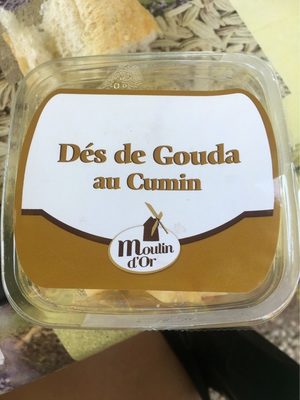 Dés de Gouda
au Cumin
Moulin
d'Or